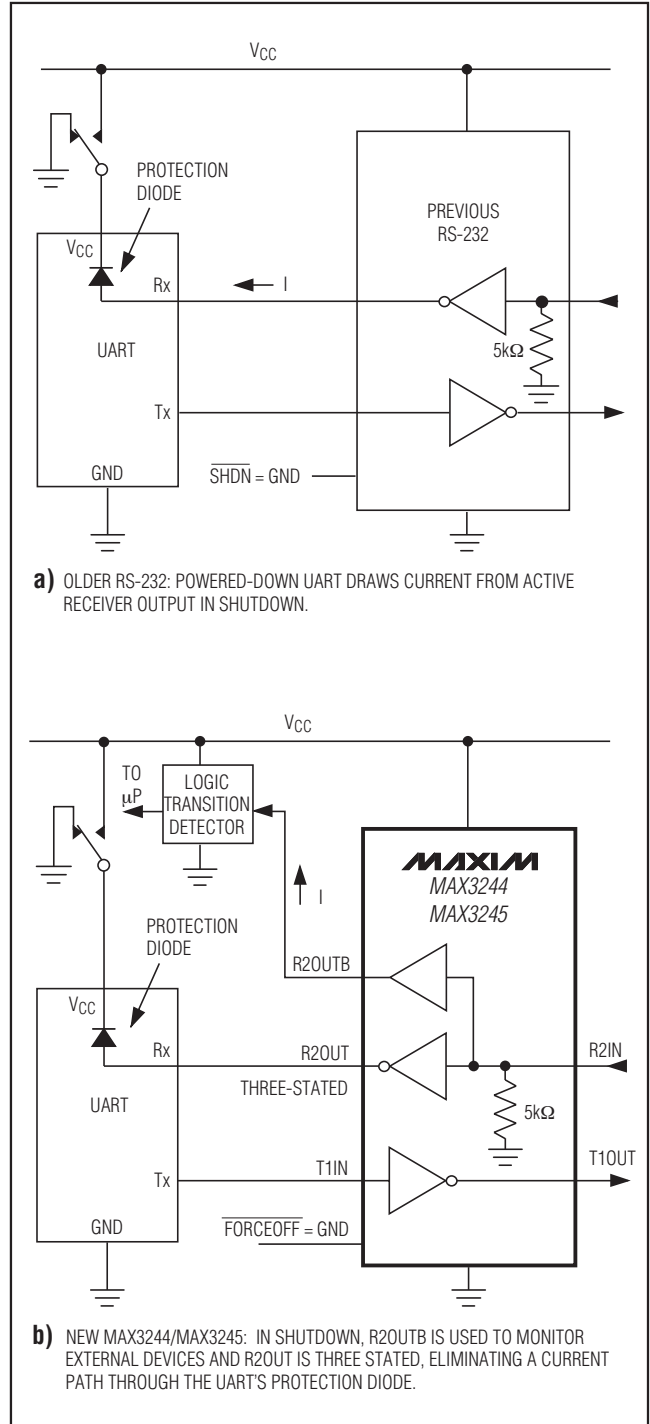 VCC
PROTECTION
DIODE
PREVIOUS
RS-232
VCC
Rx
I
5kΩ
UART
Tx
GND
SHDN = GND
a) OLDER RS-232: POWERED-DOWN UART DRAWS CURRENT FROM ACTIVE
RECEIVER OUTPUT IN SHUTDOWN.
VCC
TO
μP
LOGIC
TRANSITION
DETECTOR
MAXIM
MAX3244
MAX3245
I
PROTECTION
DIODE
R2OUTB
VCC
Rx
R2OUT
R2IN
THREE-STATED
5kΩ
UART
Tx
T1IN
T1OUT
GND
FORCEOFF = GND
b) NEW MAX3244/MAX3245: IN SHUTDOWN, R2OUTB IS USED TO MONITOR
EXTERNAL DEVICES AND R2OUT IS THREE STATED, ELIMINATING A CURRENT
PATH THROUGH THE UART'S PROTECTION DIODE.